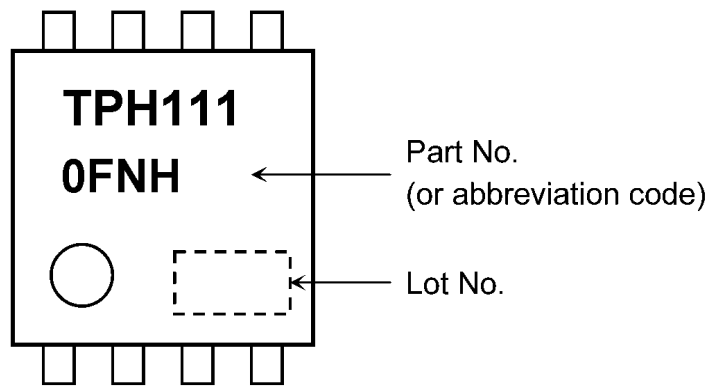 TPH111
0FNH
Part No.
(or abbreviation code)
Lot No.